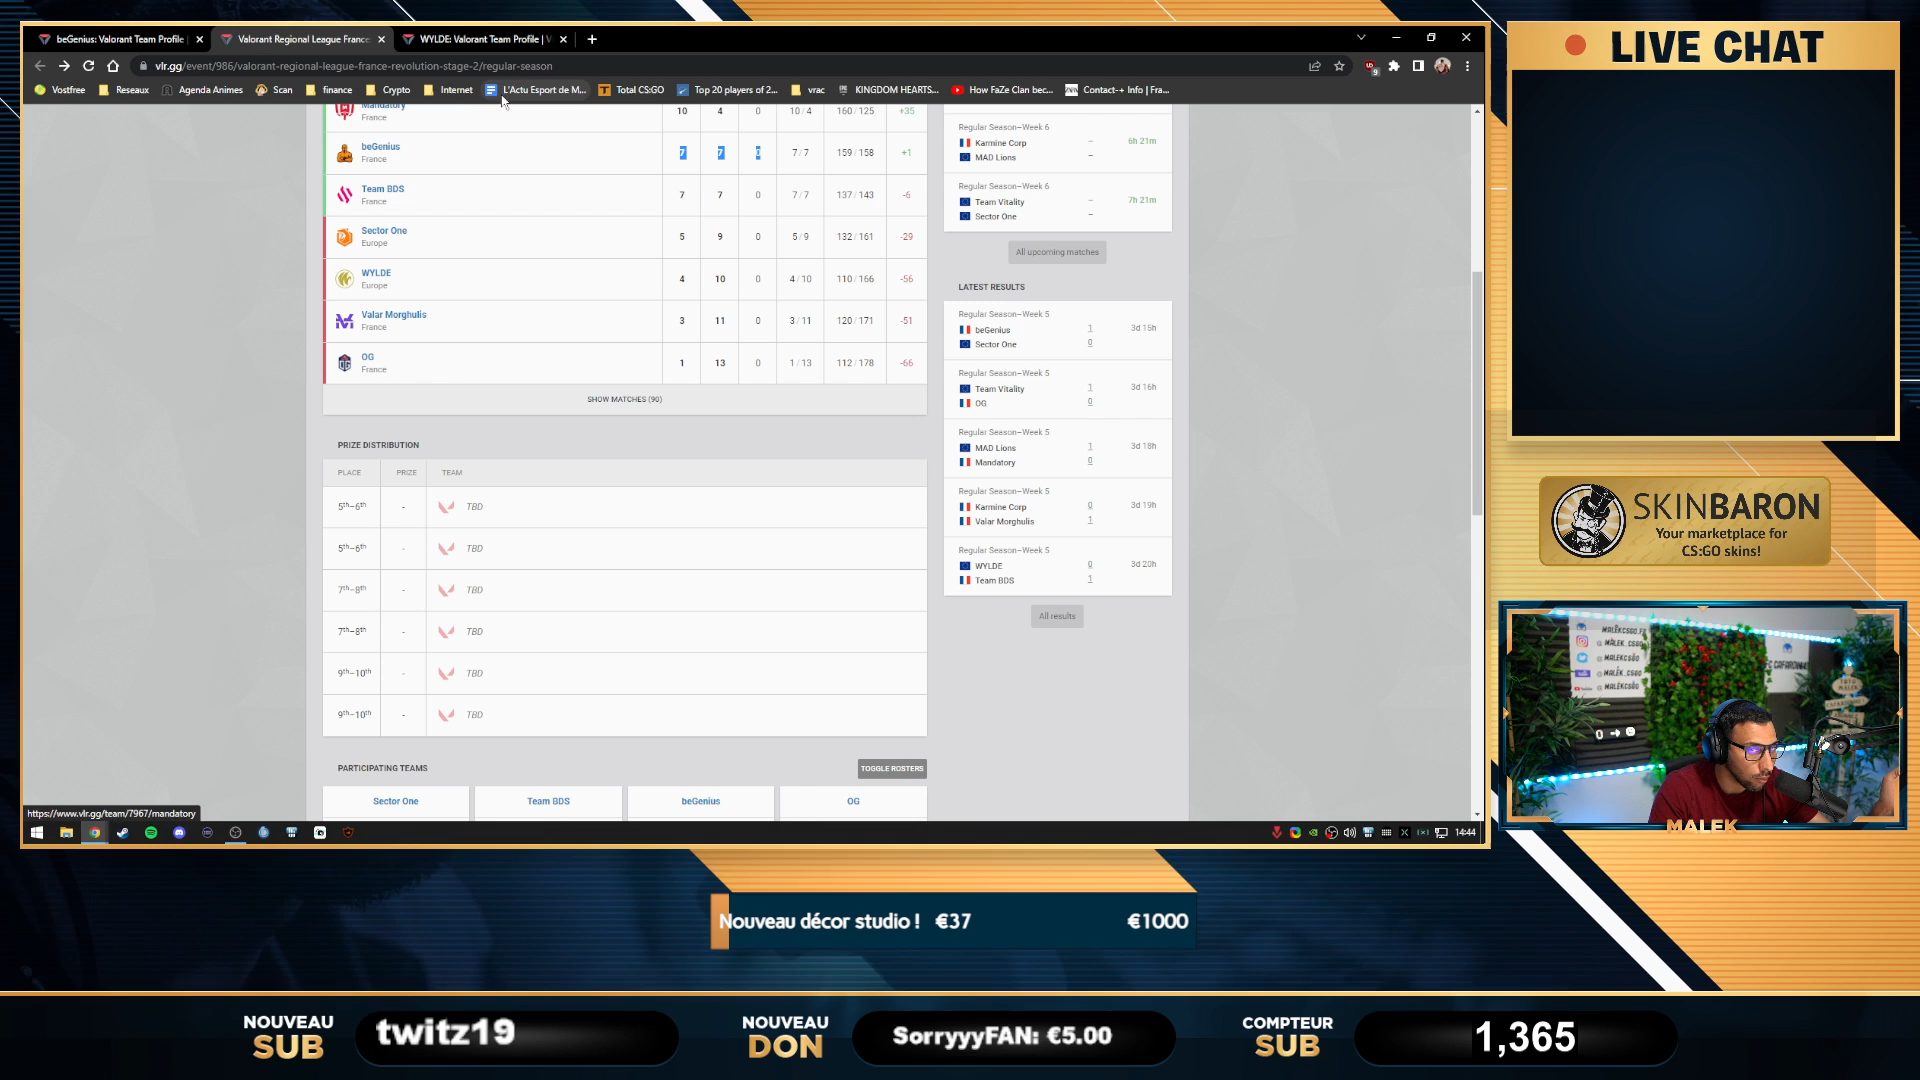 beGenius: Valorant Team Profile
Valorant Regional League France
WYLDE: Valorant Team Profile | V
vlr.gg/event/986/valorant-regional-league-france-revolution-stage-2/regular-season
9
Vostfree
Reseaux
Agenda Animes
Scan
finance
Crypto
Internet
L'Actu Esport de M...
Total CS:GO
Top 20 players of 2...
vrac
KINGDOM HEARTS...
How FaZe Clan bec...
Contact-+ Info | Fra...
Mandatory 10 4 0 10/4 160/125 +35
France
beGenius 7 7 0 7/7 159/158 +1
France
Team BDS 7 7 0 7/7 137/143 -6
France
Sector One 5 9 0 5/9 132/161 -29
Europe
WYLDE 4 10 0 4/10 110/166 -56
Europe
Valar Morghulis 3 11 0 3/11 120/171 -51
France
OG 1 13 0 1/13 112/178 -66
France
SHOW MATCHES (90)
PRIZE DISTRIBUTION
PLACE PRIZE TEAM
5th–6th - TBD
5th–6th - TBD
7th–8th - TBD
7th–8th - TBD
9th–10th - TBD
9th–10th - TBD
PARTICIPATING TEAMS
TOGGLE ROSTERS
Sector One
Team BDS
beGenius
OG
Regular Season–Week 6
Karmine Corp – 6h 21m
MAD Lions –
Regular Season–Week 6
Team Vitality – 7h 21m
Sector One –
All upcoming matches
LATEST RESULTS
Regular Season–Week 5
beGenius 1 3d 15h
Sector One 0
Regular Season–Week 5
Team Vitality 1 3d 16h
OG 0
Regular Season–Week 5
MAD Lions 1 3d 18h
Mandatory 0
Regular Season–Week 5
Karmine Corp 0 3d 19h
Valar Morghulis 1
Regular Season–Week 5
WYLDE 0 3d 20h
Team BDS 1
All results
https://www.vlr.gg/team/7967/mandatory
14:44
LIVE CHAT
SKINBARON
Your marketplace for
CS:GO skins!
MALEKCSGO.FR
@MALEK_CSGO
@MALEKCSGO
@MALEK_CSGO
@MALEKCSGO
MALEK
Nouveau décor studio ! €37 €1000
NOUVEAU
SUB
twitz19
NOUVEAU
DON
SorryyyFAN: €5.00
COMPTEUR
SUB
1,365